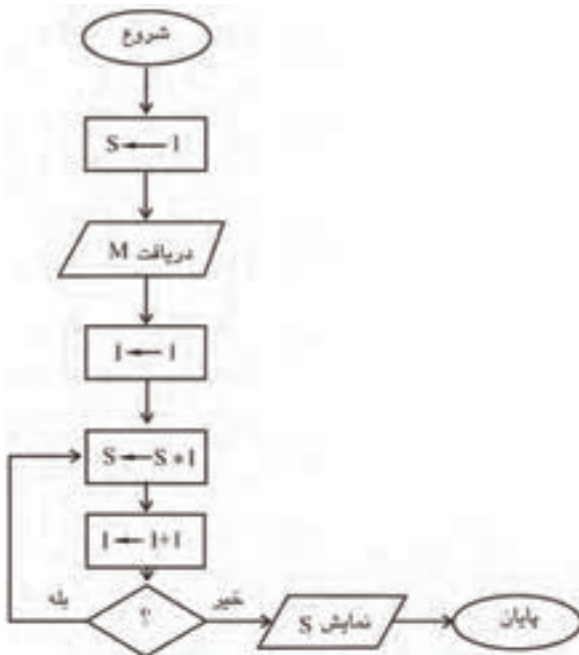 شروع
S ← 1
دریافت M
I ← 1
S ← S * I
I ← I+1
؟
بله
خیر
نمایش S
پایان